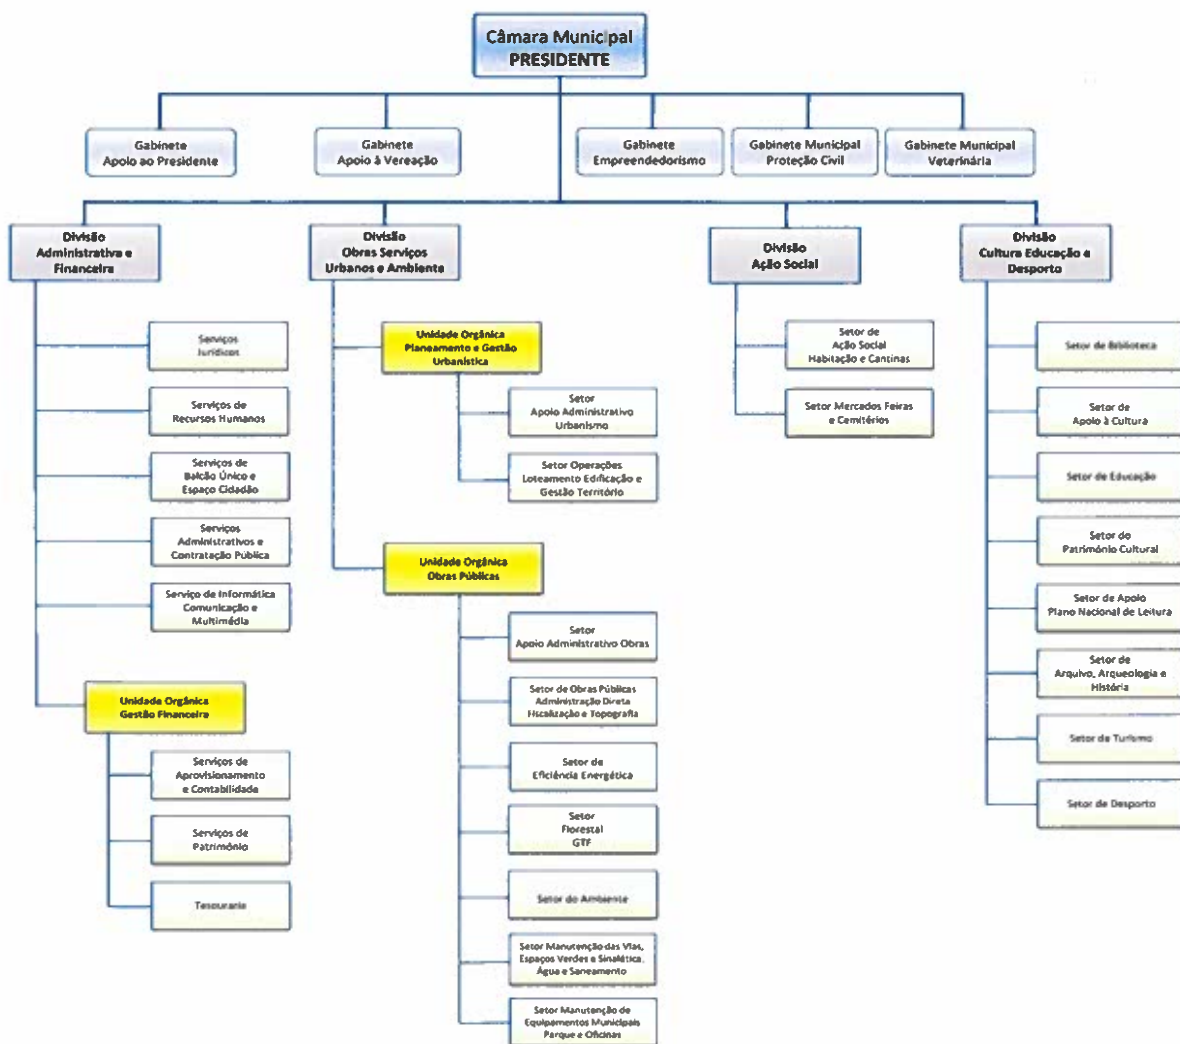 Câmara Municipal
PRESIDENTE
Gabinete
Apoio ao Presidente
Gabinete
Apoio à Vereação
Gabinete
Empreendedorismo
Gabinete Municipal
Proteção Civil
Gabinete Municipal
Veterinária
Divisão
Administrativa e
Financeira
Serviços
Jurídicos
Serviços de
Recursos Humanos
Serviços de
Balcão Único e
Espaço Cidadão
Serviços
Administrativos e
Contratação Pública
Serviço de Informática
Comunicação e
Multimédia
Unidade Orgânica
Gestão Financeira
Serviços de
Aprovisionamento
e Contabilidade
Serviços de
Património
Tesouraria
Divisão
Obras Serviços
Urbanos e Ambiente
Unidade Orgânica
Planeamento e Gestão
Urbanística
Setor
Apoio Administrativo
Urbanismo
Setor Operações
Loteamento Edificação e
Gestão Território
Unidade Orgânica
Obras Públicas
Setor
Apoio Administrativo Obras
Setor de Obras Públicas
Administração Direta
Fiscalização e Topografia
Setor de
Eficiência Energética
Setor
Florestal
GTF
Setor do Ambiente
Setor Manutenção das Vias,
Espaços Verdes e Sinalética,
Água e Saneamento
Setor Manutenção de
Equipamentos Municipais
Parque e Oficinas
Divisão
Ação Social
Setor de
Ação Social
Habitação e Cantinas
Setor Mercados Feiras
e Cemitérios
Divisão
Cultura Educação e
Desporto
Setor de Biblioteca
Setor de
Apoio à Cultura
Setor de Educação
Setor do
Património Cultural
Setor de Apoio
Plano Nacional de Leitura
Setor de
Arquivo, Arqueologia e
História
Setor de Turismo
Setor de Desporto